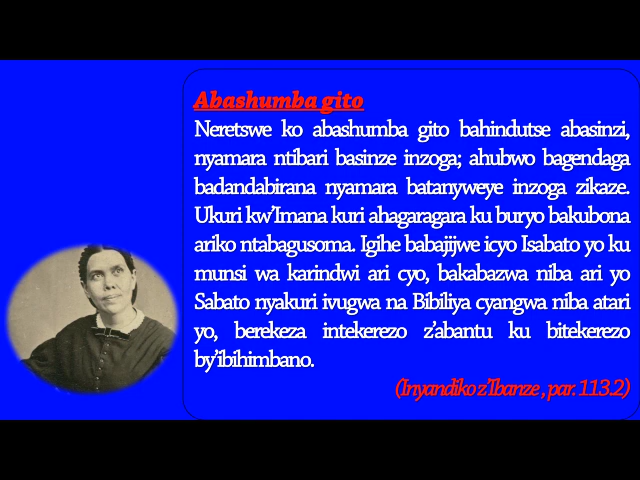 Abashumba gito
Neretswe ko abashumba gito bahindutse abasinzi,
nyamara ntibari basinze inzoga; ahubwo bagendaga
badandabirana nyamara batanyweye inzoga zikaze.
Ukuri kw'Imana kuri ahagaragara ku buryo bakubona
ariko ntabagusoma. Igihe babajijwe icyo Isabato yo ku
munsi wa karindwi ari cyo, bakabazwa niba ari yo
Sabato nyakuri ivugwa na Bibiliya cyangwa niba atari
yo, berekeza intekerezo z'abantu ku bitekerezo
by'ibihimbano.
(Inyandiko z'Ibanze , par. 113.2)